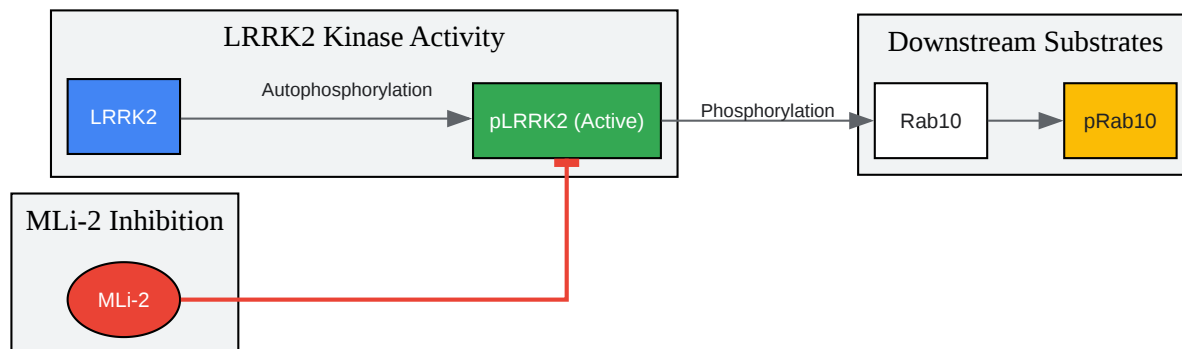 LRRK2 Kinase Activity
LRRK2
Autophosphorylation
pLRRK2 (Active)
Phosphorylation
Downstream Substrates
Rab10
pRab10
MLi-2 Inhibition
MLi-2